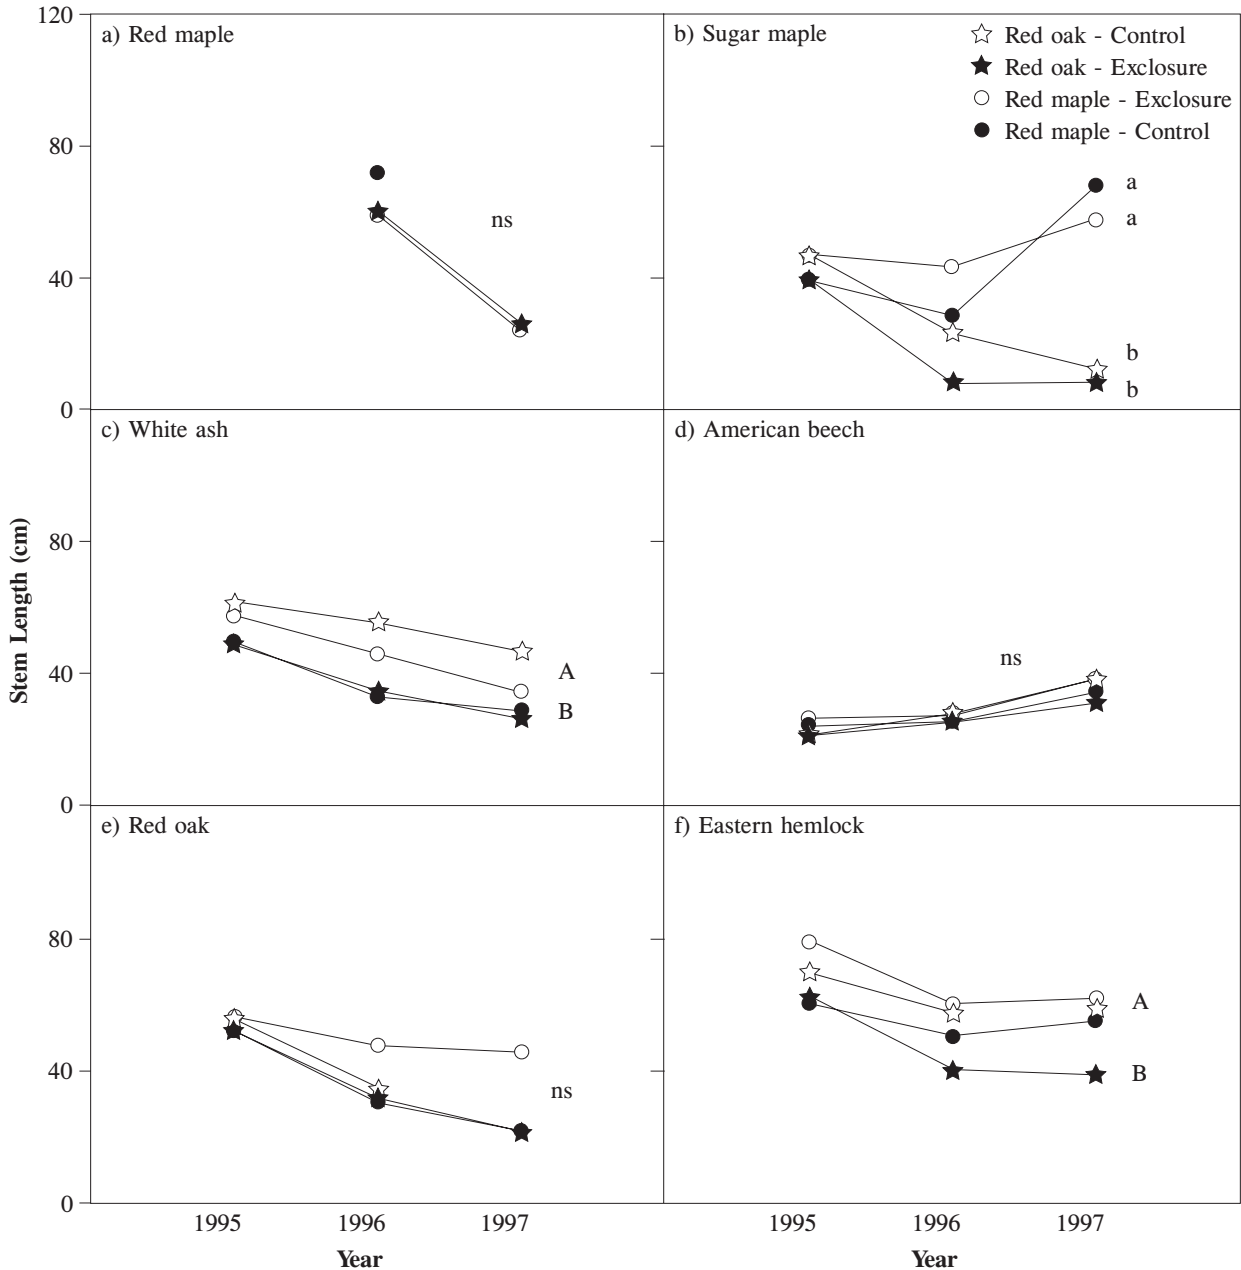 120
a) Red maple
b) Sugar maple
Red oak - Control
Red oak - Exclosure
Red maple - Exclosure
Red maple - Control
80
ns
a
a
40
b
b
0
c) White ash
d) American beech
Stem Length (cm)
80
ns
40
A
B
0
e) Red oak
f) Eastern hemlock
80
A
40
ns
B
0
1995 1996 1997
1995 1996 1997
Year
Year